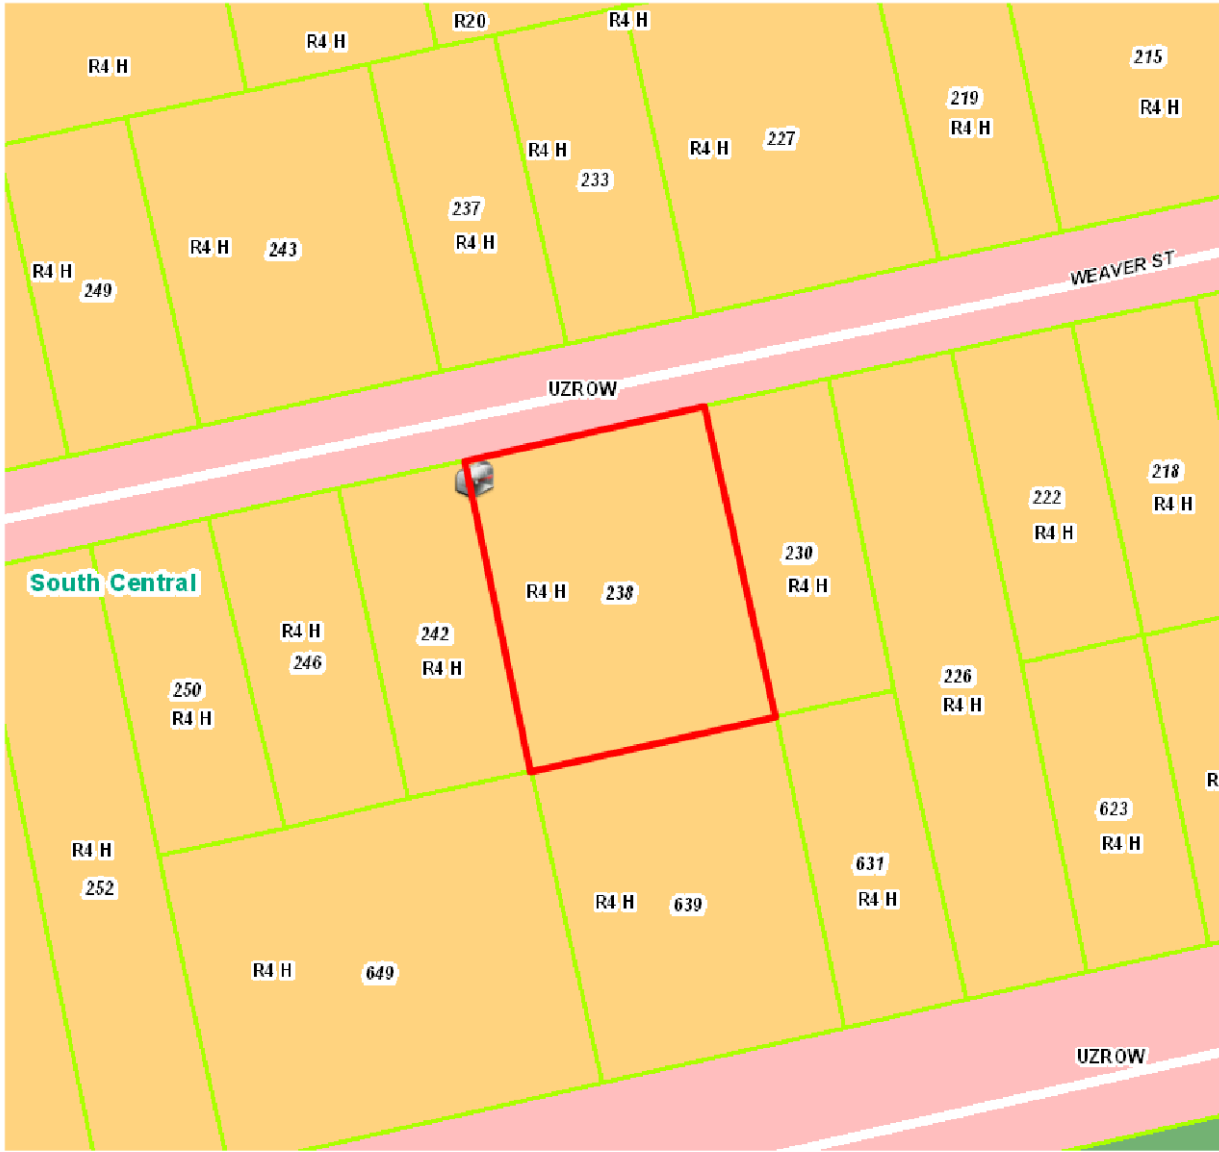 R20
R4 H
R4 H
R4 H
215
R4 H
219
R4 H
227
R4 H
R4 H
233
237
R4 H
R4 H 243
R4 H
249
WEAVER ST
UZROW
218
R4 H
222
R4 H
230
R4 H
R4 H 238
South Central
R4 H
246
242
R4 H
250
R4 H
226
R4 H
R
623
R4 H
R4 H
252
631
R4 H
R4 H 639
R4 H 649
UZROW